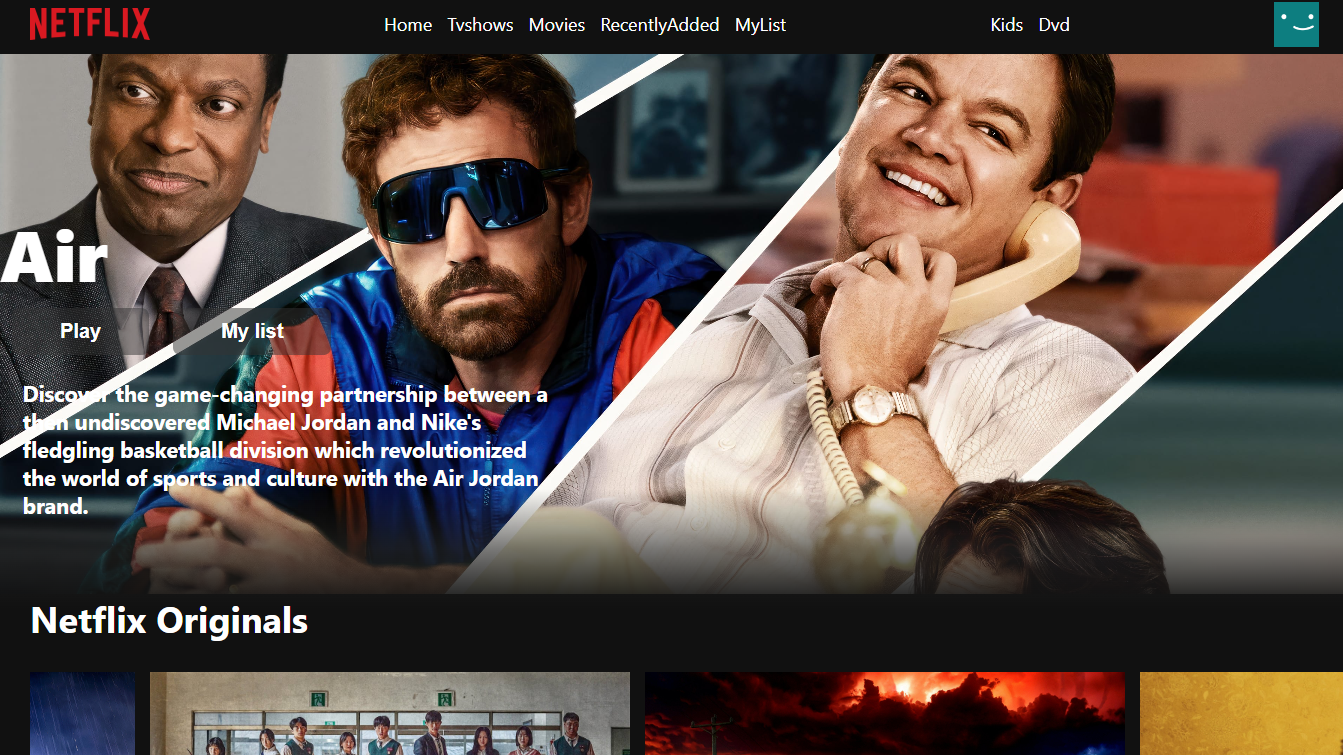 NETFLIX
Home Tvshows Movies RecentlyAdded MyList Kids Dvd
Air
Play My list
Discover the game-changing partnership between a
then undiscovered Michael Jordan and Nike's
fledgling basketball division which revolutionized
the world of sports and culture with the Air Jordan
brand.
Netflix Originals